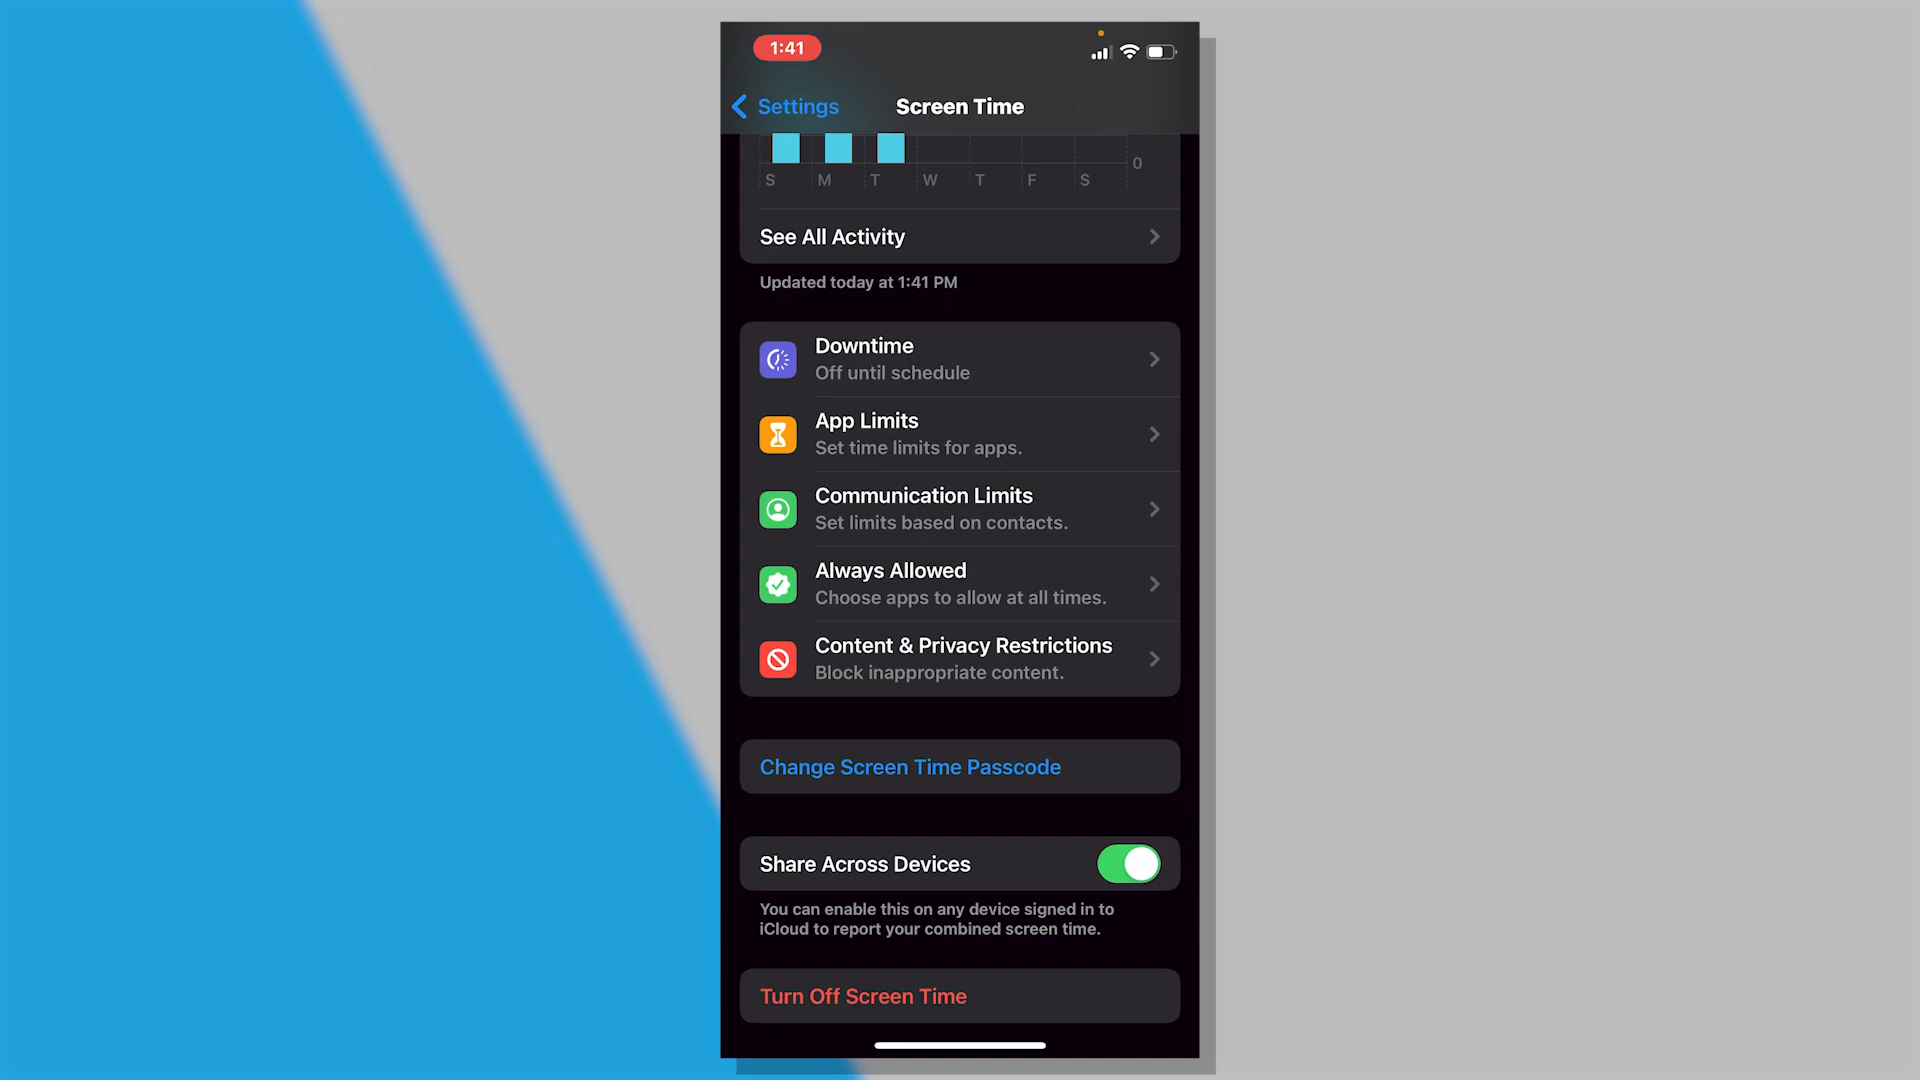 1:41
Settings
Screen Time
0
S M T W T F S
See All Activity
Updated today at 1:41 PM
Downtime
Off until schedule
App Limits
Set time limits for apps.
Communication Limits
Set limits based on contacts.
Always Allowed
Choose apps to allow at all times.
Content & Privacy Restrictions
Block inappropriate content.
Change Screen Time Passcode
Share Across Devices
You can enable this on any device signed in to
iCloud to report your combined screen time.
Turn Off Screen Time